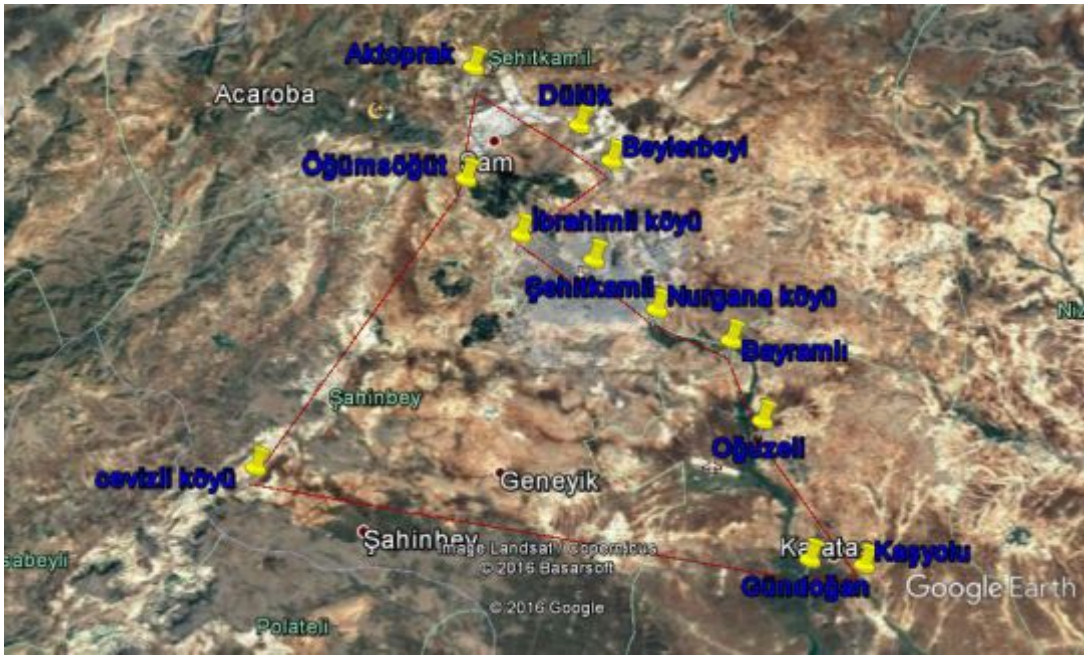 Aktoprak
Şehitkamil
Acaroba
Dülük
Beylerbeyi
Öğümsöğüt
Sam
İbrahimli köyü
Şehitkamil
Nurgana köyü
Bayramlı
Şahinbey
Oğuzeli
cevizli köyü
Geneyik
Şahinbey
Image Landsat / Copernicus
© 2016 Basarsoft
Kaşyolu
Gündoğan
Google Earth
© 2016 Google
Polateli